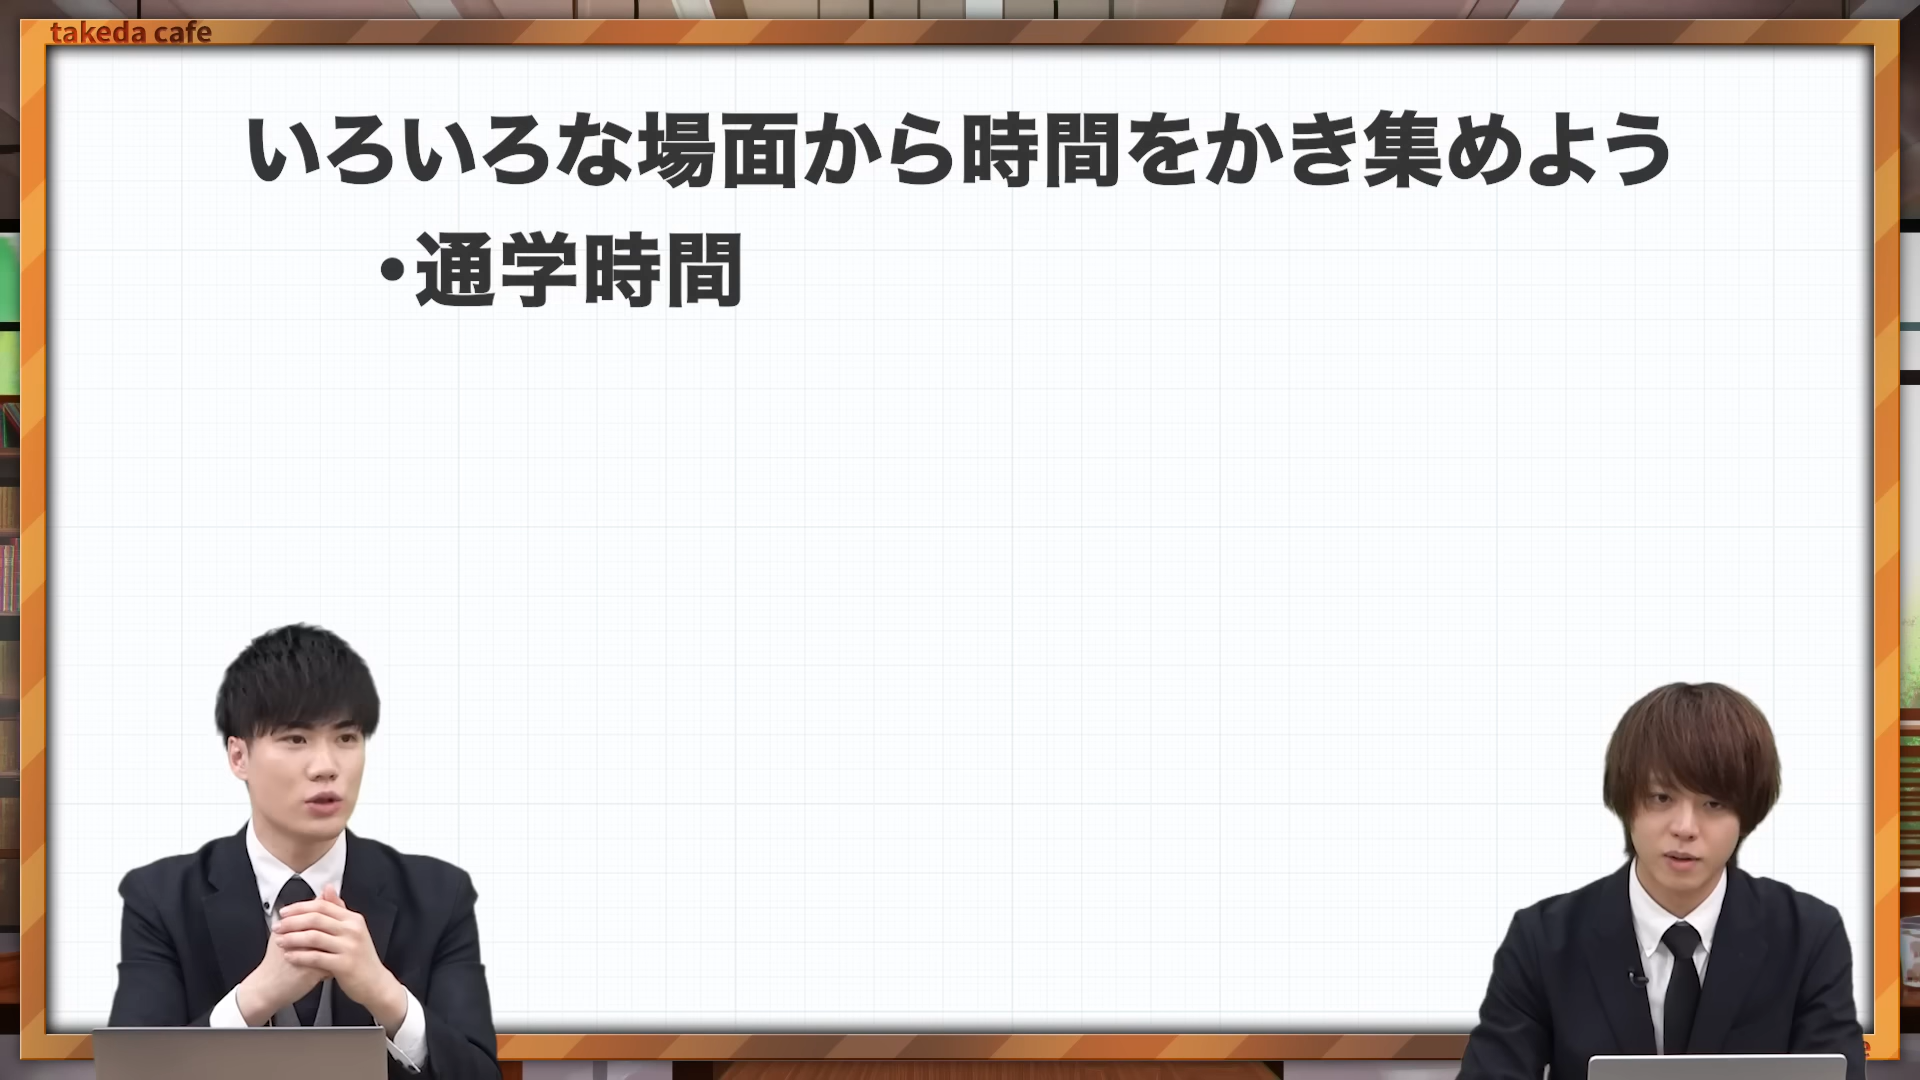 takeda cafe
いろいろな場面から時間をかき集めよう
・通学時間